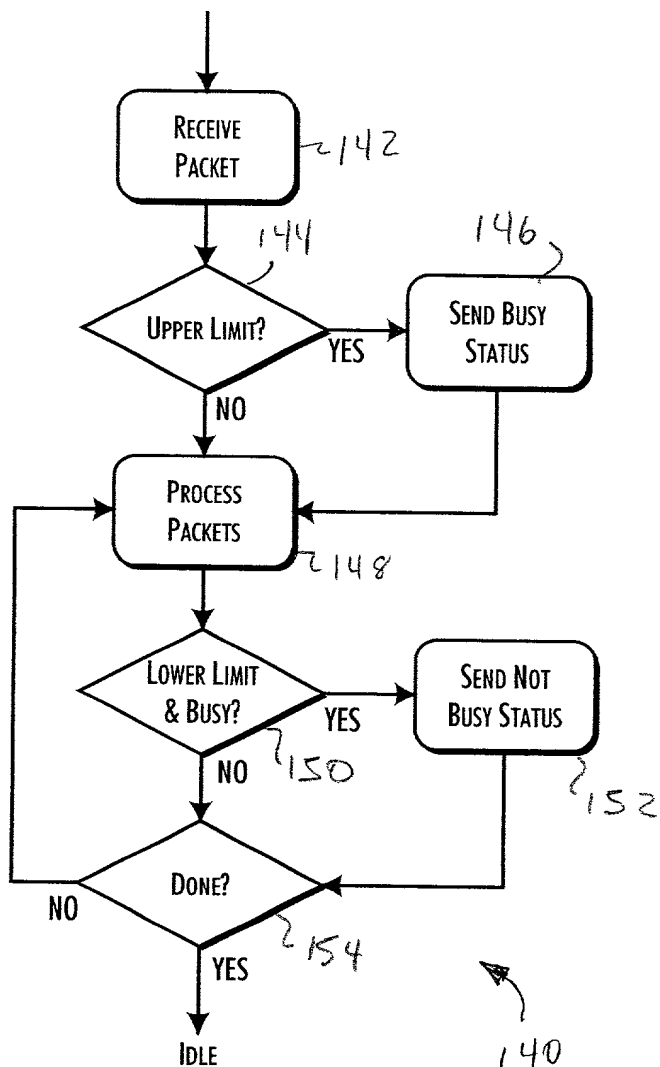 RECEIVE
PACKET
142
144
146
UPPER LIMIT?
YES
SEND BUSY
STATUS
NO
PROCESS
PACKETS
148
LOWER LIMIT
& BUSY?
YES
SEND NOT
BUSY STATUS
150
NO
152
DONE?
NO
154
YES
IDLE
140